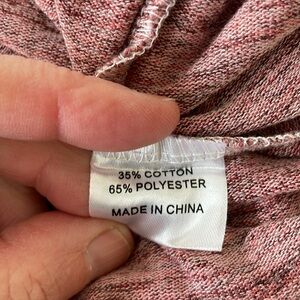 35% COTTON
65% POLYESTER
MADE IN CHINA